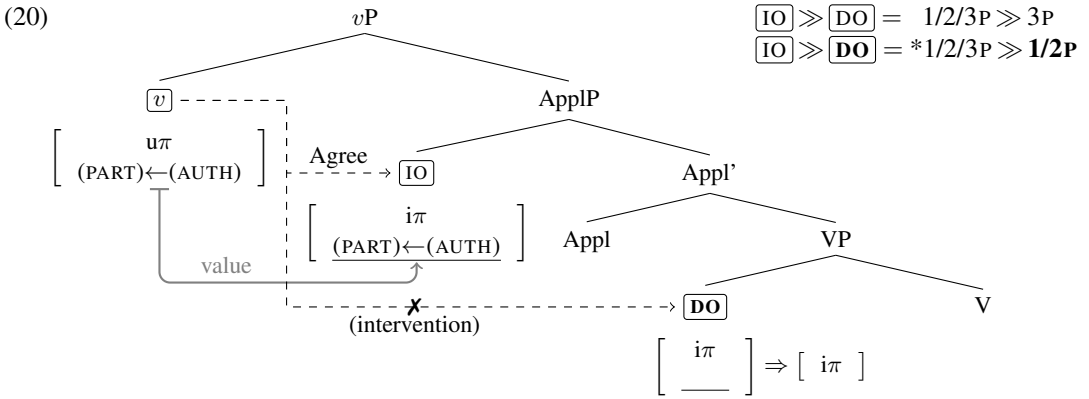 (20)
vP
IO ≫ DO = 1/2/3P ≫ 3P
IO ≫ DO = *1/2/3P ≫ 1/2P
v
ApplP
[ uπ
(PART)←(AUTH) ]
Agree
IO
Appl’
[ iπ
(PART)←(AUTH) ]
Appl
VP
value
✗
(intervention)
DO
V
[ iπ
___ ] ⇒ [ iπ ]